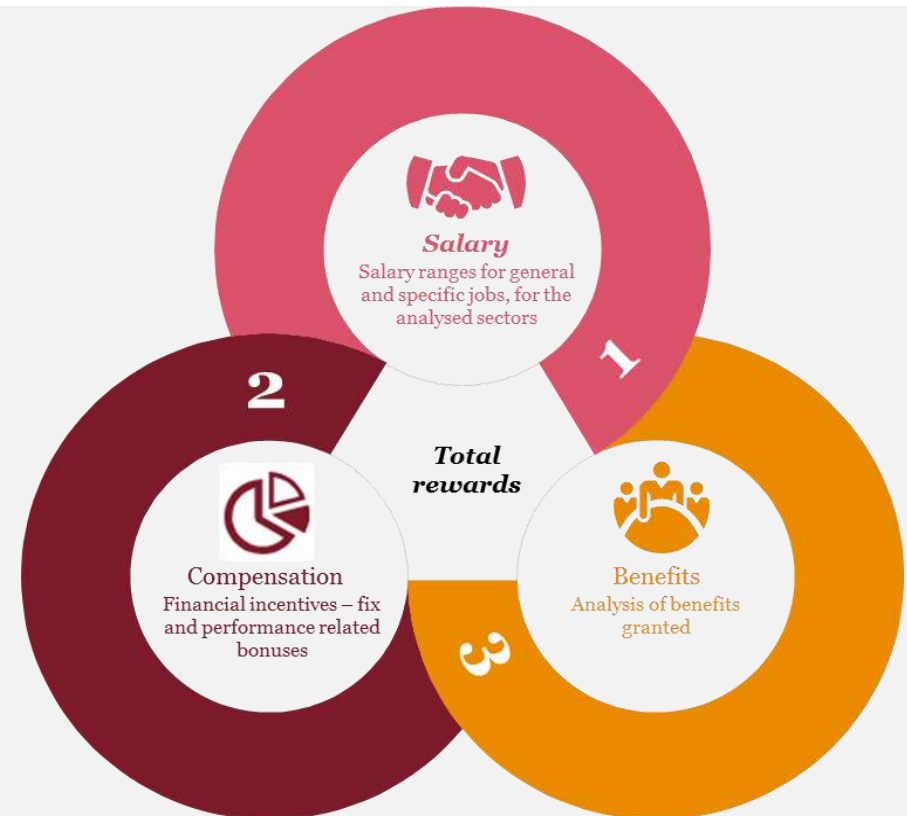 Salary
Salary ranges for general
and specific jobs, for the
analysed sectors
1
2
Total
rewards
Compensation
Financial incentives – fix
and performance related
bonuses
Benefits
Analysis of benefits
granted
3